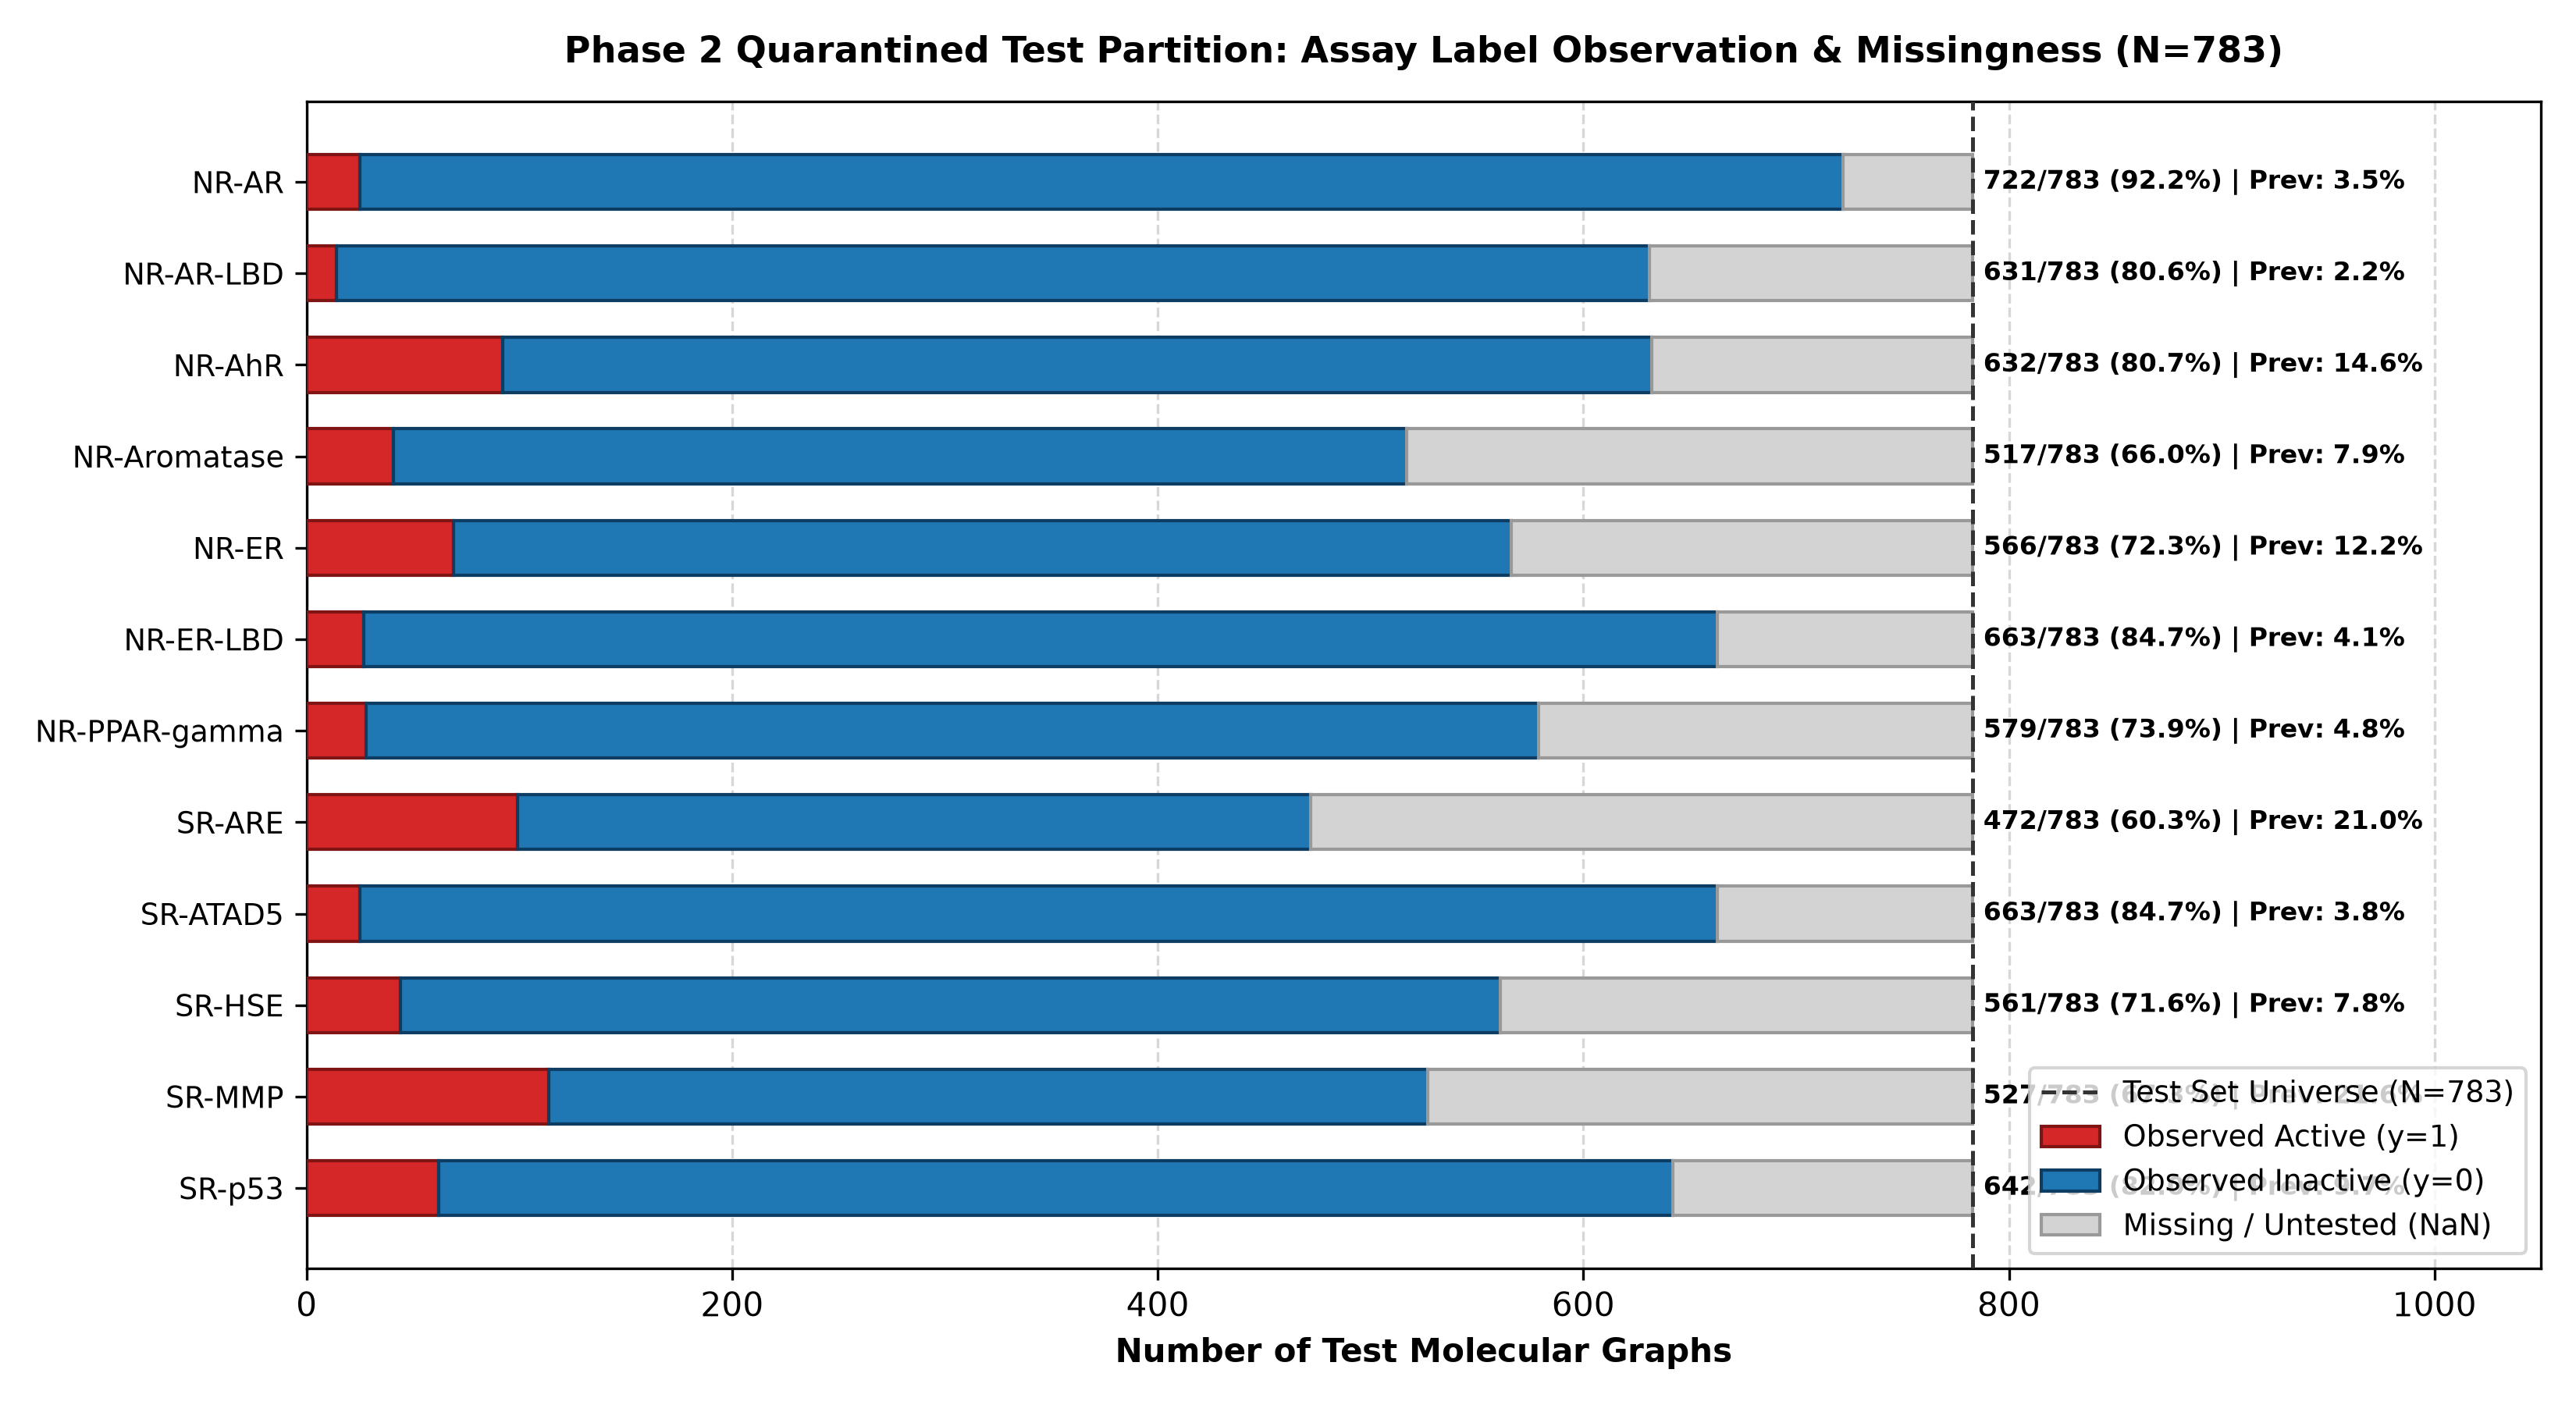 Phase 2 Quarantined Test Partition: Assay Label Observation & Missingness (N=783)
NR-AR
722/783 (92.2%) | Prev: 3.5%
NR-AR-LBD
631/783 (80.6%) | Prev: 2.2%
NR-AhR
632/783 (80.7%) | Prev: 14.6%
NR-Aromatase
517/783 (66.0%) | Prev: 7.9%
NR-ER
566/783 (72.3%) | Prev: 12.2%
NR-ER-LBD
663/783 (84.7%) | Prev: 4.1%
NR-PPAR-gamma
579/783 (73.9%) | Prev: 4.8%
SR-ARE
472/783 (60.3%) | Prev: 21.0%
SR-ATAD5
663/783 (84.7%) | Prev: 3.8%
SR-HSE
561/783 (71.6%) | Prev: 7.8%
SR-MMP
527/783
SR-p53
642/783
Test Set Universe (N=783)
Observed Active (y=1)
Observed Inactive (y=0)
Missing / Untested (NaN)
0 200 400 600 800 1000
Number of Test Molecular Graphs